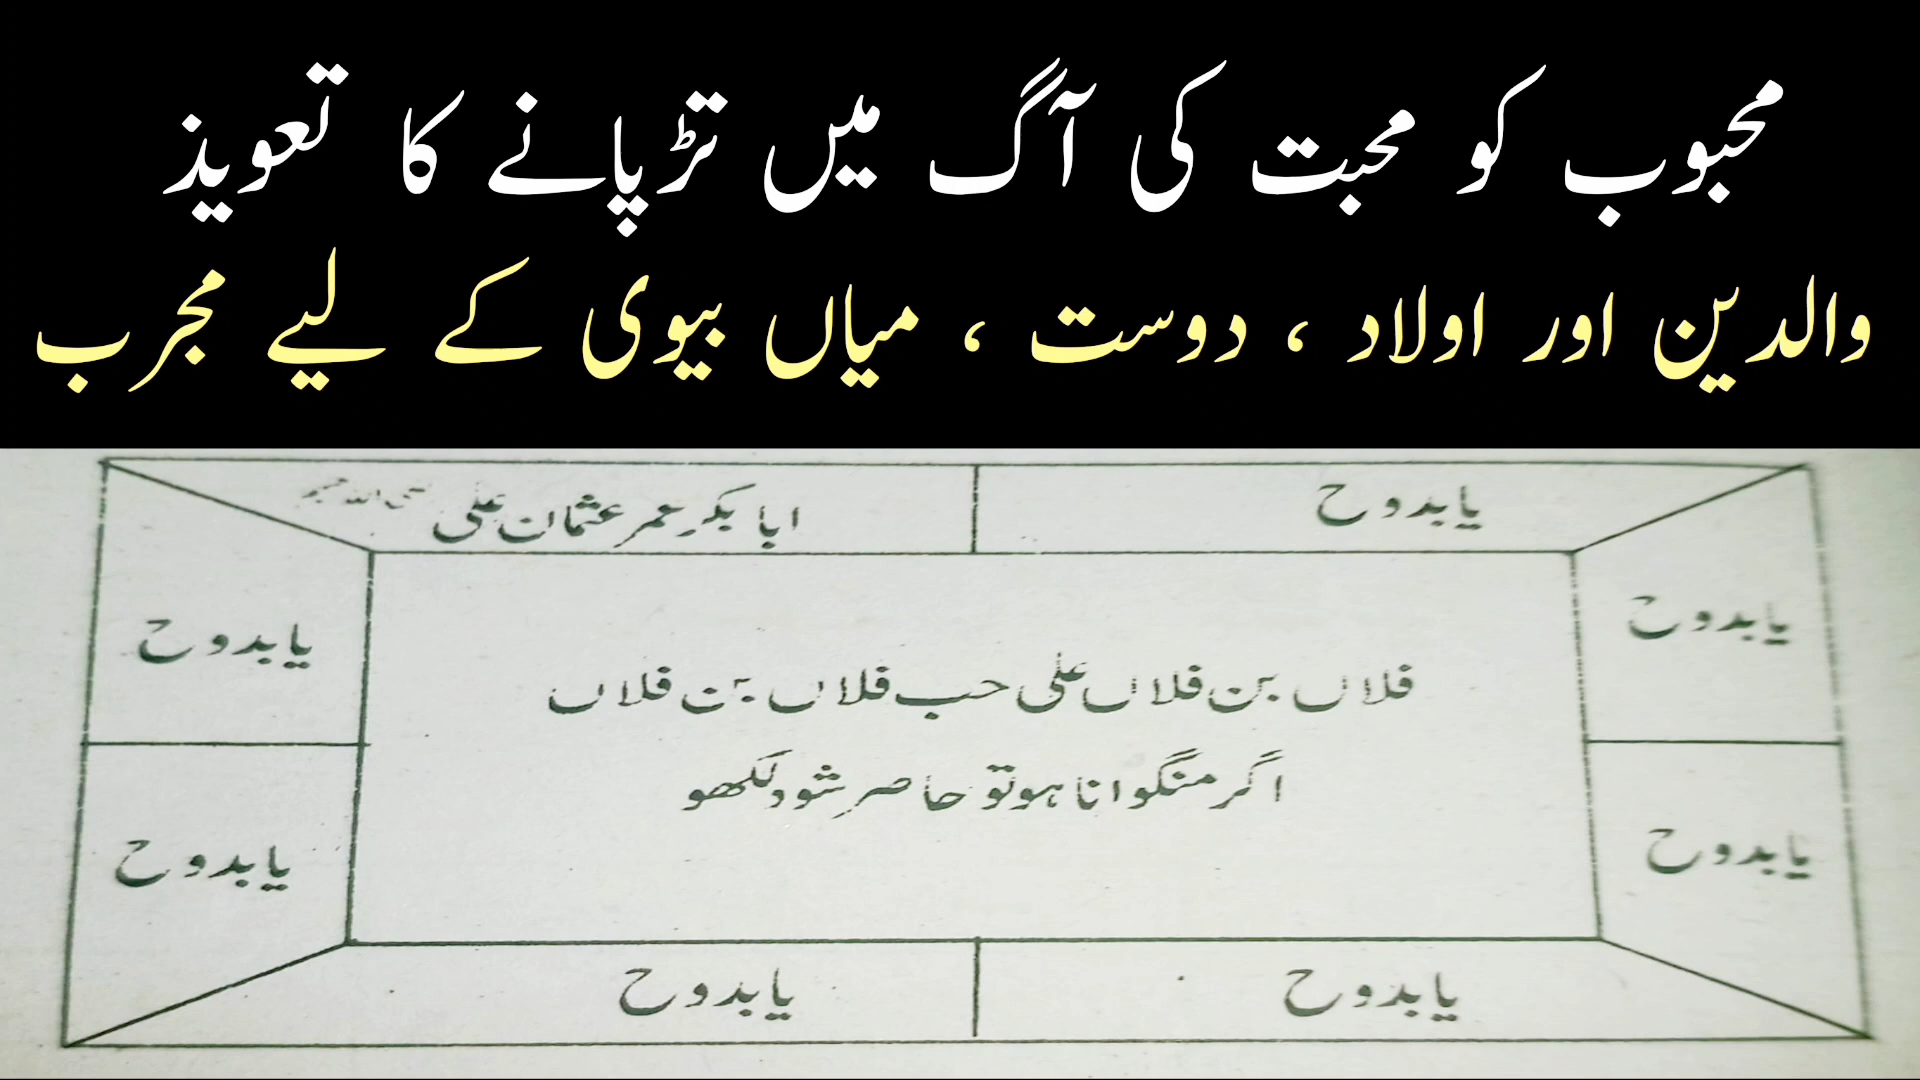 محبوب کو محبت کی آگ میں تڑپانے کا تعویذ
والدین اور اولاد ، دوست ، میاں بیوی کے لیے مجرب
یابدوح
ابا بکر عمر عثمان علی
یابدوح
یابدوح
فلاں بن فلاں علی حب فلاں بن فلاں
اگر منگوانا ہو تو حاضر شود لکھو
یابدوح
یابدوح
یابدوح
یابدوح